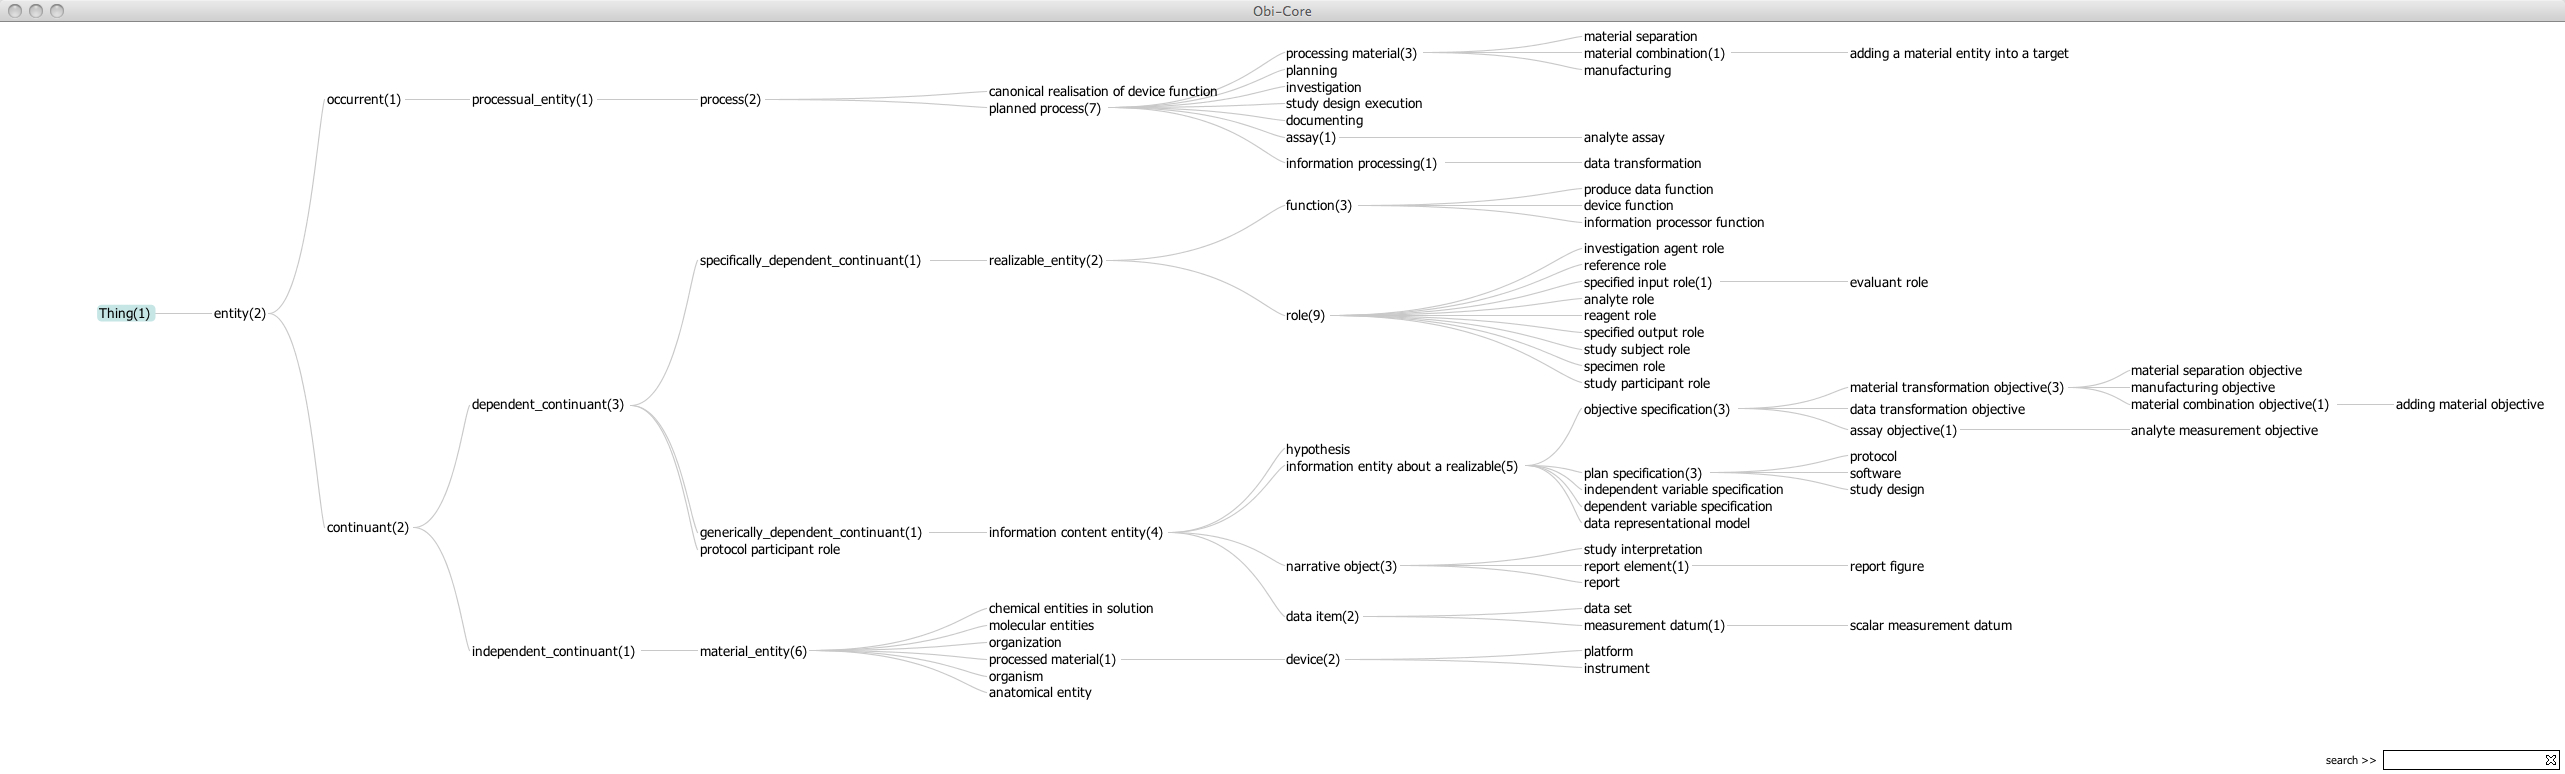 Obi-Core
Thing(1)
entity(2)
occurrent(1)
processual_entity(1)
process(2)
canonical realisation of device function
planned process(7)
processing material(3)
material separation
material combination(1)
adding a material entity into a target
manufacturing
planning
investigation
study design execution
documenting
assay(1)
analyte assay
information processing(1)
data transformation
continuant(2)
dependent_continuant(3)
specifically_dependent_continuant(1)
realizable_entity(2)
function(3)
produce data function
device function
information processor function
role(9)
investigation agent role
reference role
specified input role(1)
evaluant role
analyte role
reagent role
specified output role
study subject role
specimen role
study participant role
generically_dependent_continuant(1)
information content entity(4)
hypothesis
information entity about a realizable(5)
objective specification(3)
material transformation objective(3)
material separation objective
manufacturing objective
material combination objective(1)
adding material objective
data transformation objective
assay objective(1)
analyte measurement objective
plan specification(3)
protocol
software
study design
independent variable specification
dependent variable specification
data representational model
narrative object(3)
study interpretation
report element(1)
report figure
report
data item(2)
data set
measurement datum(1)
scalar measurement datum
protocol participant role
independent_continuant(1)
material_entity(6)
chemical entities in solution
molecular entities
organization
processed material(1)
device(2)
platform
instrument
organism
anatomical entity
search >>